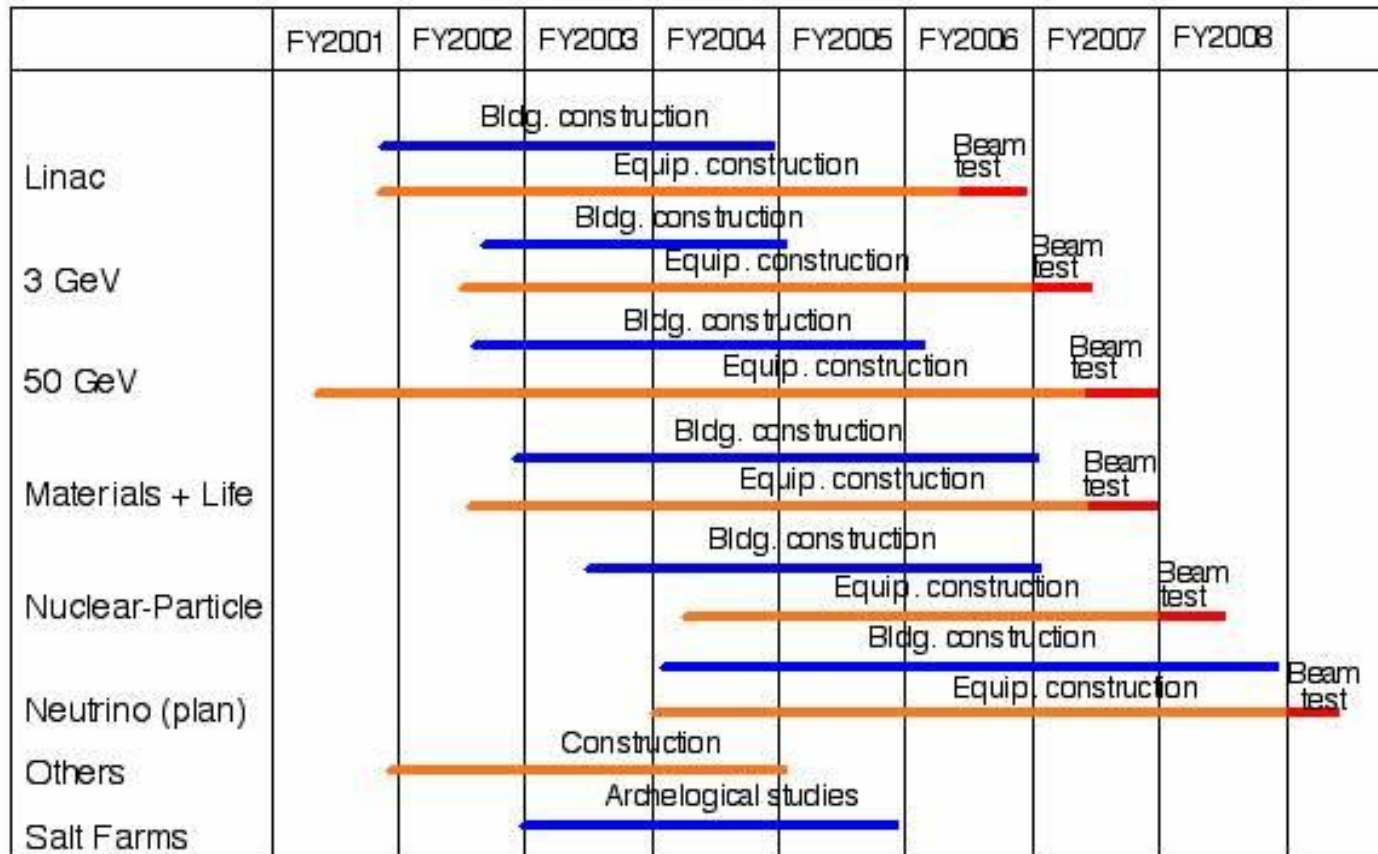 FY2001 FY2002 FY2003 FY2004 FY2005 FY2006 FY2007 FY2008
Bldg. construction
Linac
Equip. construction
Beam
test
Bldg. construction
3 GeV
Equip. construction
Beam
test
Bldg. construction
50 GeV
Equip. construction
Beam
test
Bldg. construction
Materials + Life
Equip. construction
Beam
test
Bldg. construction
Nuclear-Particle
Equip. construction
Beam
test
Bldg. construction
Neutrino (plan)
Equip. construction
Beam
test
Construction
Others
Archelogical studies
Salt Farms